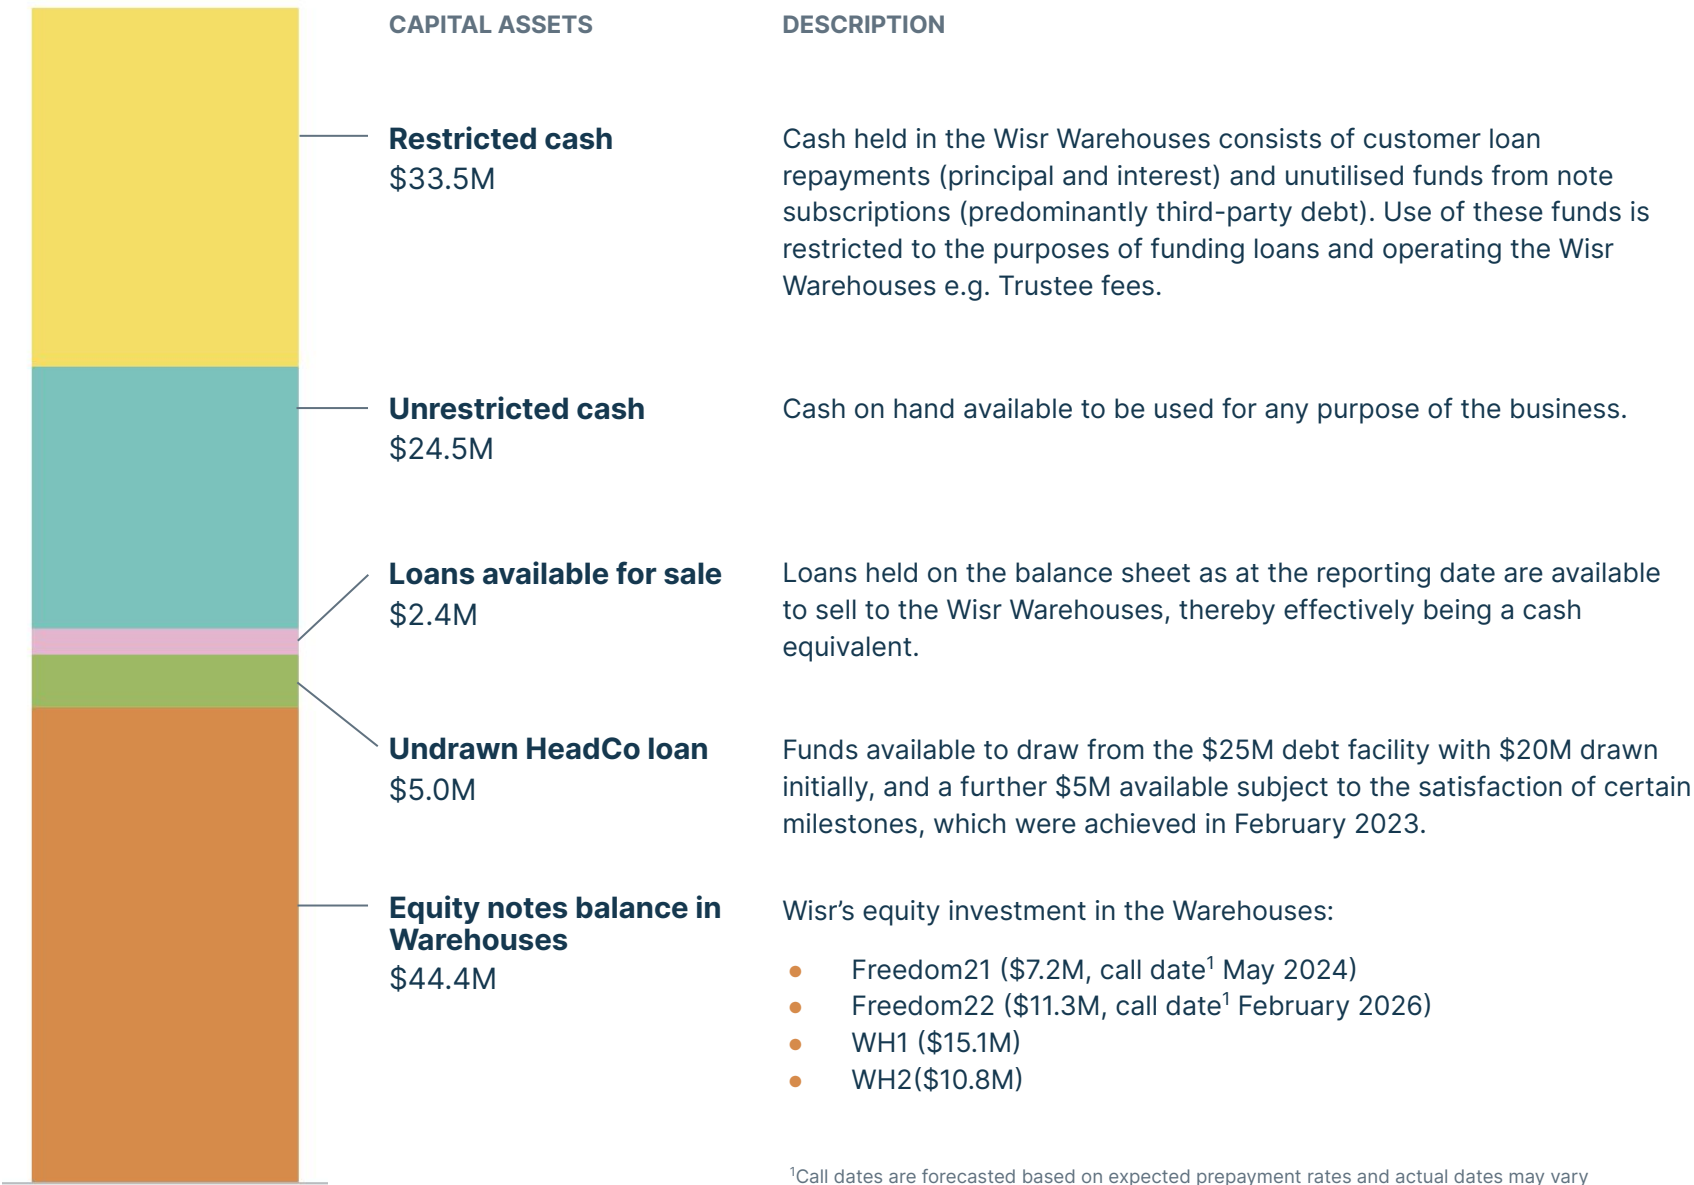 CAPITAL ASSETS
DESCRIPTION
Restricted cash
$33.5M
Cash held in the Wisr Warehouses consists of customer loan
repayments (principal and interest) and unutilised funds from note
subscriptions (predominantly third-party debt). Use of these funds is
restricted to the purposes of funding loans and operating the Wisr
Warehouses e.g. Trustee fees.
Unrestricted cash
$24.5M
Cash on hand available to be used for any purpose of the business.
Loans available for sale
$2.4M
Loans held on the balance sheet as at the reporting date are available
to sell to the Wisr Warehouses, thereby effectively being a cash
equivalent.
Undrawn HeadCo loan
$5.0M
Funds available to draw from the $25M debt facility with $20M drawn
initially, and a further $5M available subject to the satisfaction of certain
milestones, which were achieved in February 2023.
Equity notes balance in
Warehouses
$44.4M
Wisr’s equity investment in the Warehouses:
• Freedom21 ($7.2M, call date¹ May 2024)
• Freedom22 ($11.3M, call date¹ February 2026)
• WH1 ($15.1M)
• WH2($10.8M)
¹Call dates are forecasted based on expected prepayment rates and actual dates may vary